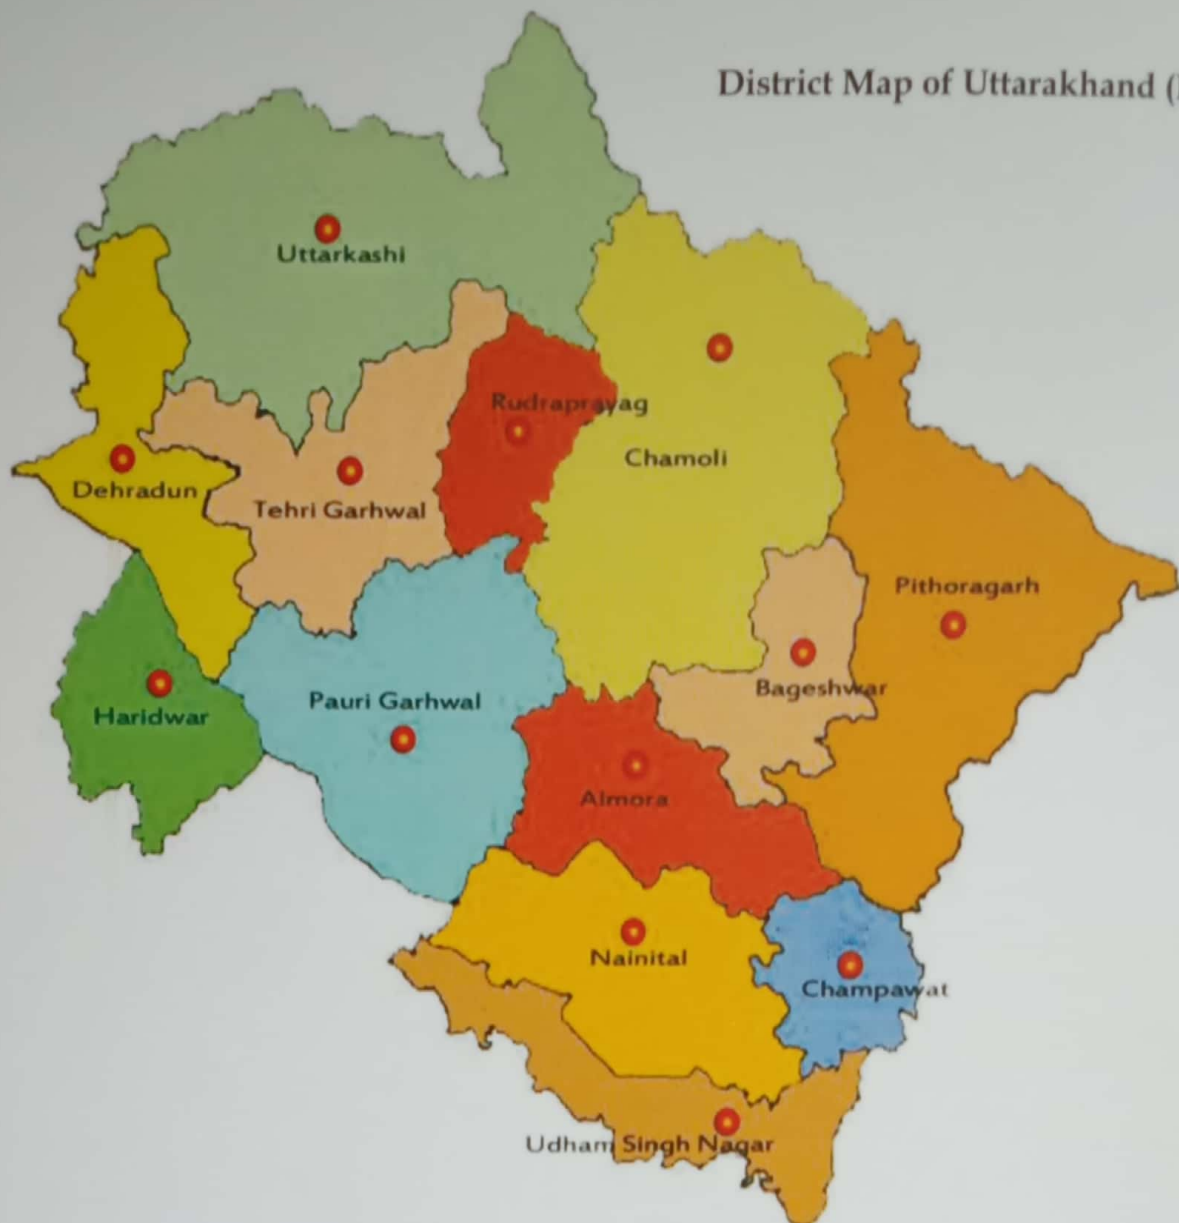 District Map of Uttarakhand (
Uttarkashi
Rudraprayag
Chamoli
Dehradun
Tehri Garhwal
Pithoragarh
Bageshwar
Pauri Garhwal
Haridwar
Almora
Nainital
Champawat
Udham Singh Nagar